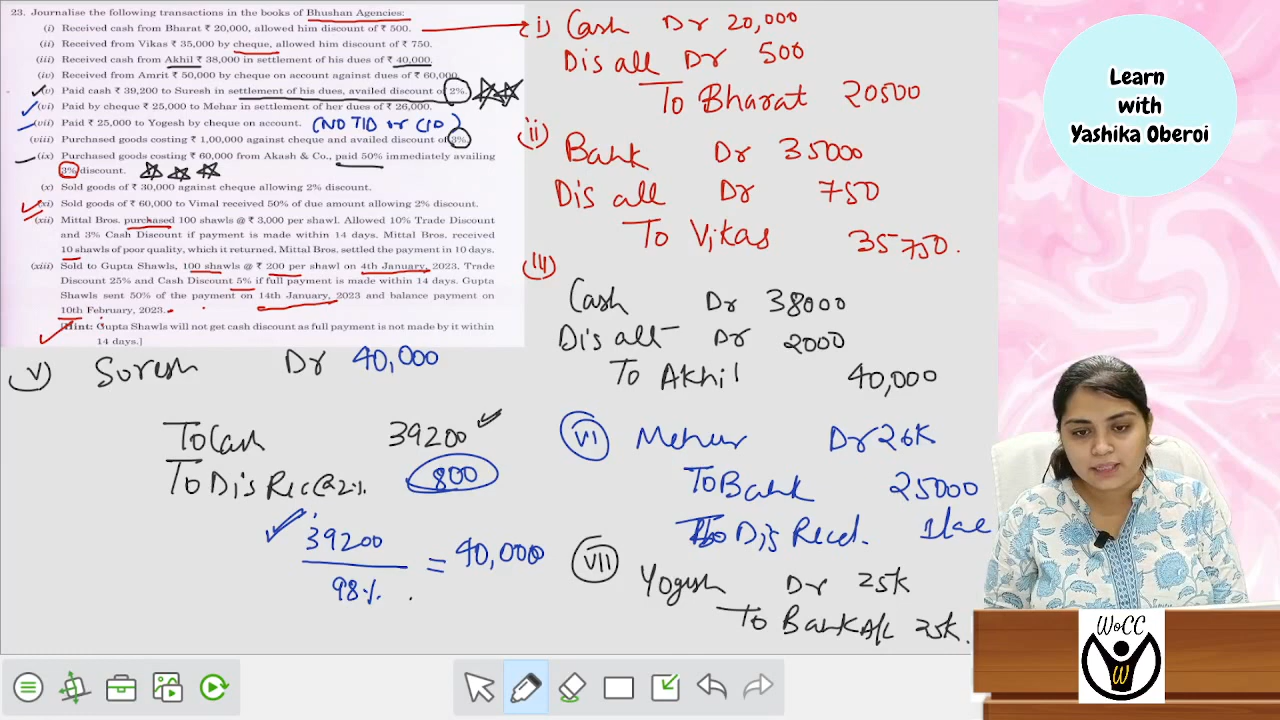 23. Journalise the following transactions in the books of Bhushan Agencies:
(i) Received cash from Bharat ₹ 20,000, allowed him discount of ₹ 500.
(ii) Received from Vikas ₹ 35,000 by cheque, allowed him discount of ₹ 750.
(iii) Received cash from Akhil ₹ 38,000 in settlement of his dues of ₹ 40,000.
(iv) Received from Amrit ₹ 50,000 by cheque on account against dues of ₹ 60,000.
(v) Paid cash ₹ 39,200 to Suresh in settlement of his dues, availed discount of 2%.
(vi) Paid by cheque ₹ 25,000 to Mehar in settlement of her dues of ₹ 26,000.
(vii) Paid ₹ 25,000 to Yogesh by cheque on account. (NO T/D or C/D)
(viii) Purchased goods costing ₹ 1,00,000 against cheque and availed discount of 3%.
(ix) Purchased goods costing ₹ 60,000 from Akash & Co., paid 50% immediately availing
3% discount.
(x) Sold goods of ₹ 30,000 against cheque allowing 2% discount.
(xi) Sold goods of ₹ 60,000 to Vimal received 50% of due amount allowing 2% discount.
(xii) Mittal Bros. purchased 100 shawls @ ₹ 3,000 per shawl. Allowed 10% Trade Discount
and 3% Cash Discount if payment is made within 14 days. Mittal Bros. received
10 shawls of poor quality, which it returned. Mittal Bros. settled the payment in 10 days.
(xiii) Sold to Gupta Shawls, 100 shawls @ ₹ 200 per shawl on 4th January, 2023. Trade
Discount 25% and Cash Discount 5% if full payment is made within 14 days. Gupta
Shawls sent 50% of the payment on 14th January, 2023 and balance payment on
10th February, 2023.
[Hint: Gupta Shawls will not get cash discount as full payment is not made by it within
14 days.]
i) Cash Dr 20,000
Dis all Dr 500
To Bharat 20500
ii) Bank Dr 35000
Dis all Dr 750
To Vikas 35750.
iii)
Cash Dr 38000
Dis all Dr 2000
To Akhil 40,000
v) Suresh Dr 40,000
To Cash 39200
To Dis Rec @ 2% 800
39200
98% = 40,000
VI Mehur Dr 26K
To Bank 25000
To Dis Recd.
VII Yogesh Dr 25K
To Bank A/c 25K.
Learn
with
Yashika Oberoi
WoCC
W